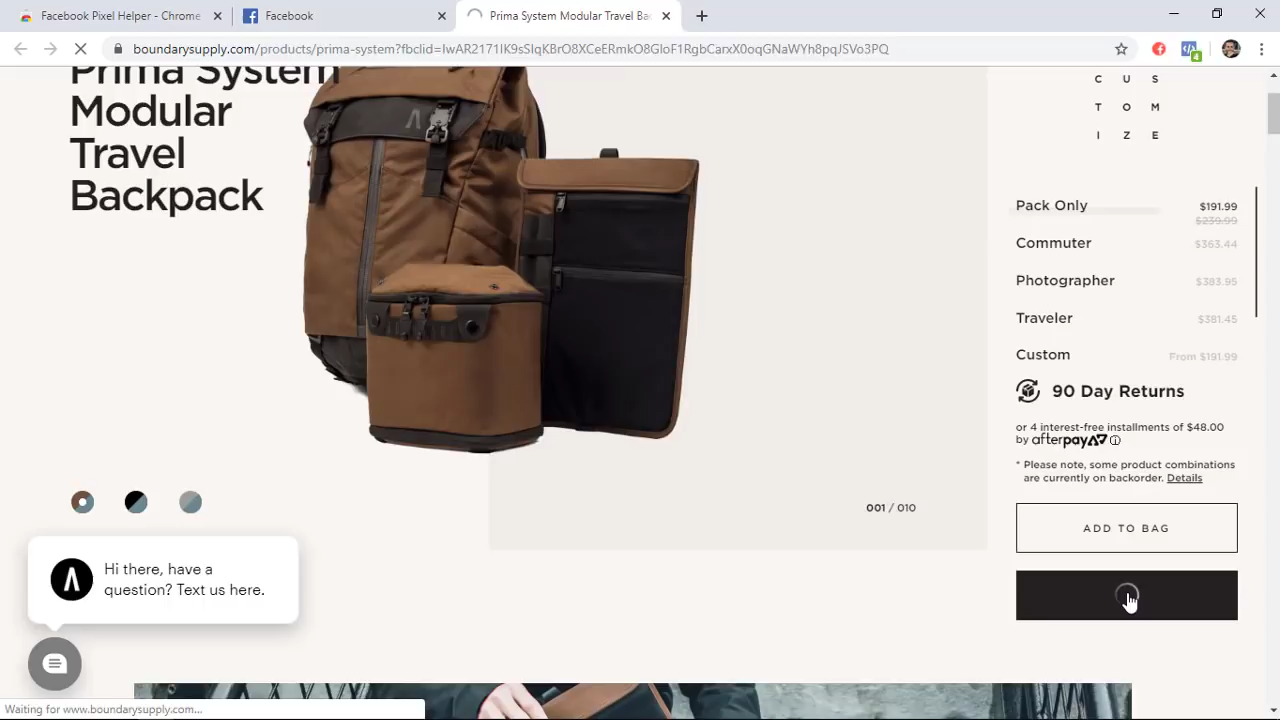 Facebook Pixel Helper - Chrome
Facebook
Prima System Modular Travel Bac
boundarysupply.com/products/prima-system?fbclid=IwAR2171IK9sSIqKBrO8XCeERmkO8GIoF1RgbCarxX0oqGNaWYh8pqJSVo3PQ
4
Prima System
Modular
Travel
Backpack
C U S
T O M
I Z E
Pack Only $191.99
$239.99
Commuter $363.44
Photographer $383.95
Traveler $381.45
Custom From $191.99
90 Day Returns
or 4 interest-free installments of $48.00
by afterpay
* Please note, some product combinations
are currently on backorder. Details
001 / 010
ADD TO BAG
Hi there, have a
question? Text us here.
Waiting for www.boundarysupply.com...